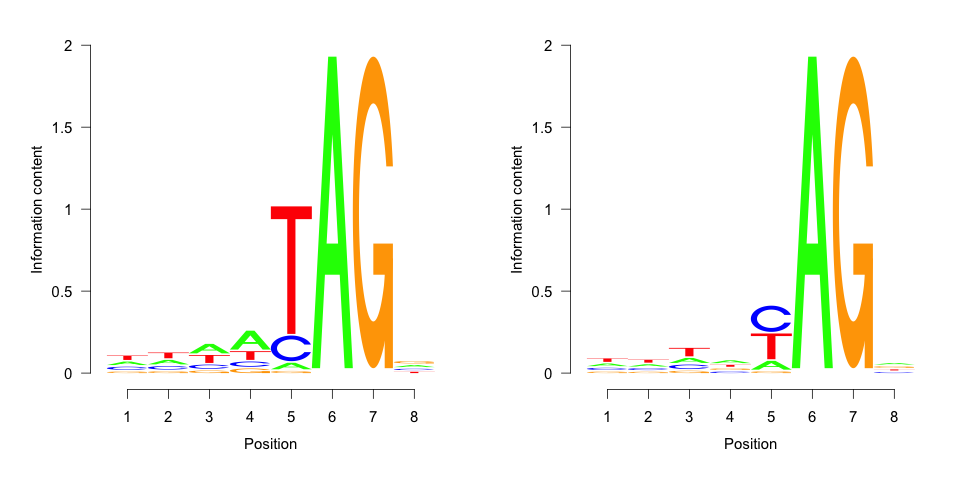 2
1.5
1
0.5
0
Information content
T A G
C
A
T
A
T
C
A
1 2 3 4 5 6 7 8
Position
2
1.5
1
0.5
0
Information content
A G
C
T
A
1 2 3 4 5 6 7 8
Position